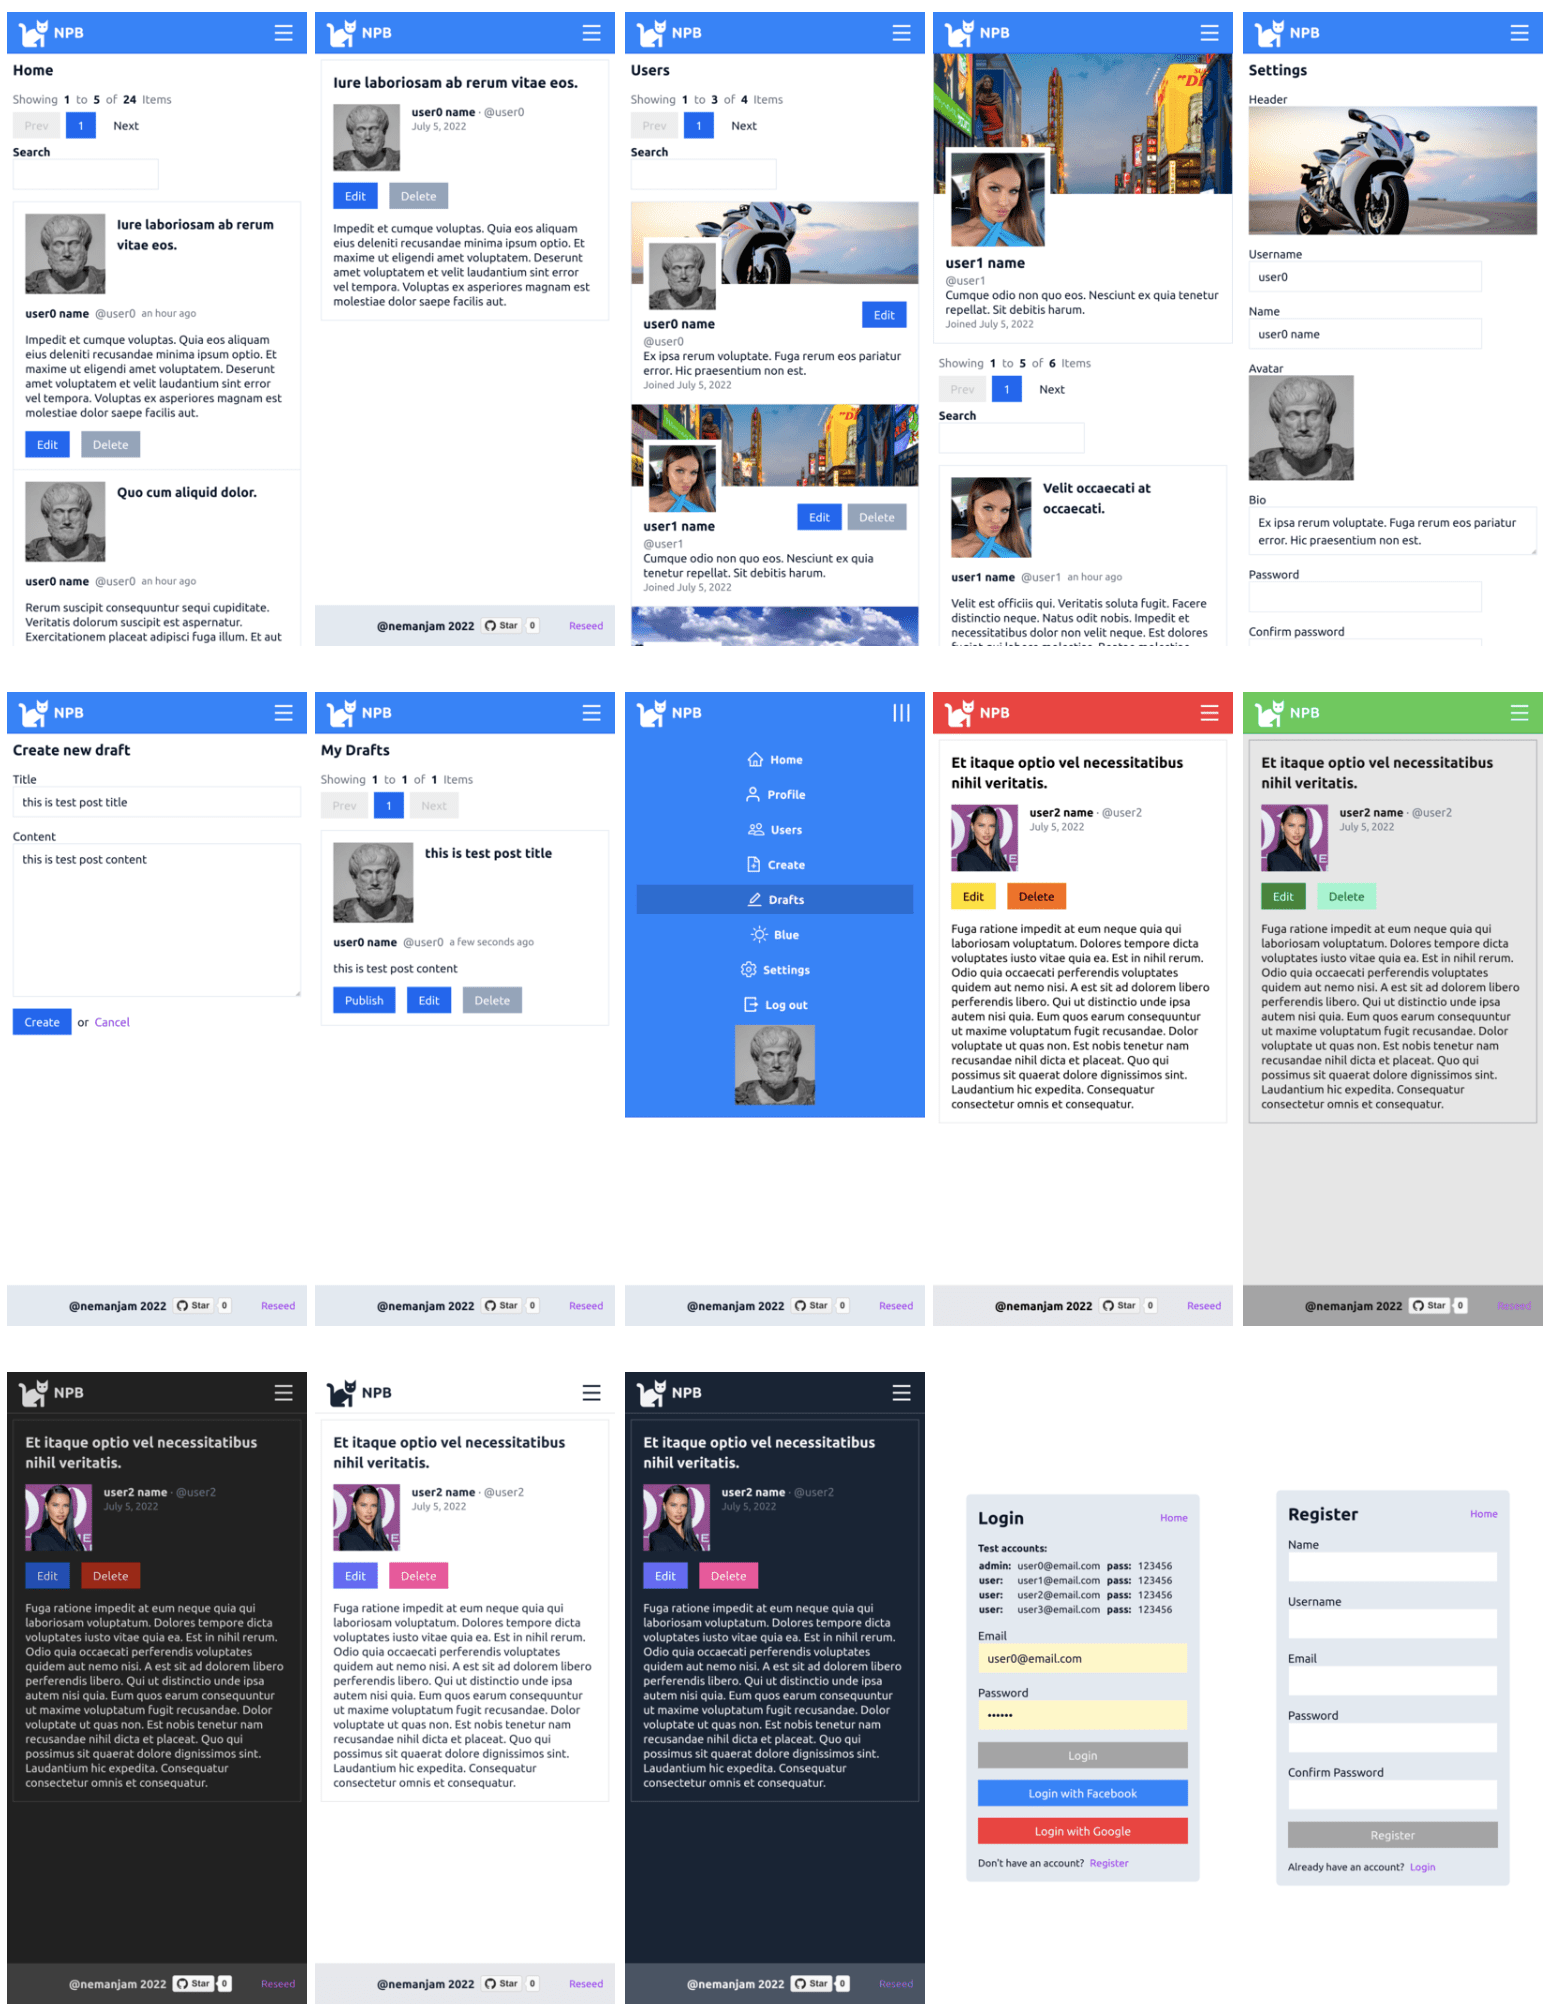 NPB
Home
Showing 1 to 5 of 24 Items
Prev 1 Next
Search
Iure laboriosam ab rerum
vitae eos.
user0 name @user0 an hour ago
Impedit et cumque voluptas. Quia eos aliquam
eius deleniti recusandae minima ipsum optio. Et
maxime ut eligendi amet voluptatem. Deserunt
amet voluptatem et velit laudantium sint error
vel tempora. Voluptas ex asperiores magnam est
molestiae dolor saepe facilis aut.
Edit Delete
Quo cum aliquid dolor.
user0 name @user0 an hour ago
Rerum suscipit consequuntur sequi cupiditate.
Veritatis dolorum suscipit est aspernatur.
Exercitationem placeat adipisci fuga illum. Et aut
NPB
Iure laboriosam ab rerum vitae eos.
user0 name · @user0
July 5, 2022
Edit Delete
Impedit et cumque voluptas. Quia eos aliquam
eius deleniti recusandae minima ipsum optio. Et
maxime ut eligendi amet voluptatem. Deserunt
amet voluptatem et velit laudantium sint error
vel tempora. Voluptas ex asperiores magnam est
molestiae dolor saepe facilis aut.
@nemanjam 2022 Star 0 Reseed
NPB
Users
Showing 1 to 3 of 4 Items
Prev 1 Next
Search
user0 name
Edit
@user0
Ex ipsa rerum voluptate. Fuga rerum eos pariatur
error. Hic praesentium non est.
Joined July 5, 2022
user1 name
Edit Delete
@user1
Cumque odio non quo eos. Nesciunt ex quia
tenetur repellat. Sit debitis harum.
Joined July 5, 2022
NPB
user1 name
@user1
Cumque odio non quo eos. Nesciunt ex quia tenetur
repellat. Sit debitis harum.
Joined July 5, 2022
Showing 1 to 5 of 6 Items
Prev 1 Next
Search
Velit occaecati at
occaecati.
user1 name @user1 an hour ago
Velit est officiis qui. Veritatis soluta fugit. Facere
distinctio neque. Natus odit nobis. Impedit et
necessitatibus dolor non velit neque. Est dolores
NPB
Settings
Header
Username
user0
Name
user0 name
Avatar
Bio
Ex ipsa rerum voluptate. Fuga rerum eos pariatur
error. Hic praesentium non est.
Password
Confirm password
NPB
Create new draft
Title
this is test post title
Content
this is test post content
Create or Cancel
@nemanjam 2022 Star 0 Reseed
NPB
My Drafts
Showing 1 to 1 of 1 Items
Prev 1 Next
this is test post title
user0 name @user0 a few seconds ago
this is test post content
Publish Edit Delete
@nemanjam 2022 Star 0 Reseed
NPB
Home
Profile
Users
Create
Drafts
Blue
Settings
Log out
@nemanjam 2022 Star 0 Reseed
NPB
Et itaque optio vel necessitatibus
nihil veritatis.
user2 name · @user2
July 5, 2022
Edit Delete
Fuga ratione impedit at eum neque quia qui
laboriosam voluptatum. Dolores tempore dicta
voluptates iusto vitae quia ea. Est in nihil rerum.
Odio quia occaecati perferendis voluptates
quidem aut nemo nisi. A est sit ad dolorem libero
perferendis libero. Qui ut distinctio unde ipsa
autem nisi quia. Eum quos earum consequuntur
ut maxime voluptatum fugit recusandae. Dolor
voluptate ut quas non. Est nobis tenetur nam
recusandae nihil dicta et placeat. Quo qui
possimus sit quaerat dolore dignissimos sint.
Laudantium hic expedita. Consequatur
consectetur omnis et consequatur.
@nemanjam 2022 Star 0 Reseed
NPB
Et itaque optio vel necessitatibus
nihil veritatis.
user2 name · @user2
July 5, 2022
Edit Delete
Fuga ratione impedit at eum neque quia qui
laboriosam voluptatum. Dolores tempore dicta
voluptates iusto vitae quia ea. Est in nihil rerum.
Odio quia occaecati perferendis voluptates
quidem aut nemo nisi. A est sit ad dolorem libero
perferendis libero. Qui ut distinctio unde ipsa
autem nisi quia. Eum quos earum consequuntur
ut maxime voluptatum fugit recusandae. Dolor
voluptate ut quas non. Est nobis tenetur nam
recusandae nihil dicta et placeat. Quo qui
possimus sit quaerat dolore dignissimos sint.
Laudantium hic expedita. Consequatur
consectetur omnis et consequatur.
@nemanjam 2022 Star 0 Reseed
NPB
Et itaque optio vel necessitatibus
nihil veritatis.
user2 name · @user2
July 5, 2022
Edit Delete
Fuga ratione impedit at eum neque quia qui
laboriosam voluptatum. Dolores tempore dicta
voluptates iusto vitae quia ea. Est in nihil rerum.
Odio quia occaecati perferendis voluptates
quidem aut nemo nisi. A est sit ad dolorem libero
perferendis libero. Qui ut distinctio unde ipsa
autem nisi quia. Eum quos earum consequuntur
ut maxime voluptatum fugit recusandae. Dolor
voluptate ut quas non. Est nobis tenetur nam
recusandae nihil dicta et placeat. Quo qui
possimus sit quaerat dolore dignissimos sint.
Laudantium hic expedita. Consequatur
consectetur omnis et consequatur.
@nemanjam 2022 Star 0 Reseed
NPB
Et itaque optio vel necessitatibus
nihil veritatis.
user2 name · @user2
July 5, 2022
Edit Delete
Fuga ratione impedit at eum neque quia qui
laboriosam voluptatum. Dolores tempore dicta
voluptates iusto vitae quia ea. Est in nihil rerum.
Odio quia occaecati perferendis voluptates
quidem aut nemo nisi. A est sit ad dolorem libero
perferendis libero. Qui ut distinctio unde ipsa
autem nisi quia. Eum quos earum consequuntur
ut maxime voluptatum fugit recusandae. Dolor
voluptate ut quas non. Est nobis tenetur nam
recusandae nihil dicta et placeat. Quo qui
possimus sit quaerat dolore dignissimos sint.
Laudantium hic expedita. Consequatur
consectetur omnis et consequatur.
@nemanjam 2022 Star 0 Reseed
NPB
Et itaque optio vel necessitatibus
nihil veritatis.
user2 name · @user2
July 5, 2022
Edit Delete
Fuga ratione impedit at eum neque quia qui
laboriosam voluptatum. Dolores tempore dicta
voluptates iusto vitae quia ea. Est in nihil rerum.
Odio quia occaecati perferendis voluptates
quidem aut nemo nisi. A est sit ad dolorem libero
perferendis libero. Qui ut distinctio unde ipsa
autem nisi quia. Eum quos earum consequuntur
ut maxime voluptatum fugit recusandae. Dolor
voluptate ut quas non. Est nobis tenetur nam
recusandae nihil dicta et placeat. Quo qui
possimus sit quaerat dolore dignissimos sint.
Laudantium hic expedita. Consequatur
consectetur omnis et consequatur.
@nemanjam 2022 Star 0 Reseed
Login Home
Test accounts:
admin: user0@email.com pass: 123456
user: user1@email.com pass: 123456
user: user2@email.com pass: 123456
user: user3@email.com pass: 123456
Email
user0@email.com
Password
••••••
Login
Login with Facebook
Login with Google
Don't have an account? Register
Register Home
Name
Username
Email
Password
Confirm Password
Register
Already have an account? Login